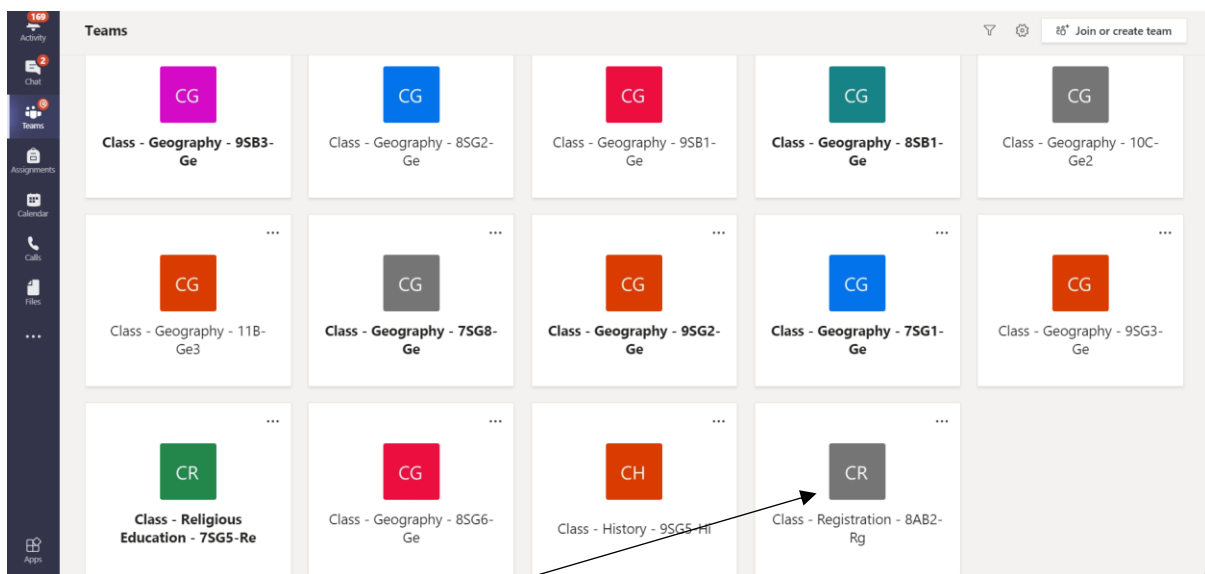 169
Activity
Teams
Join or create team
2
Chat
Teams
Assignments
Calendar
Calls
Files
...
Apps
CG
Class - Geography - 9SB3-
Ge
CG
Class - Geography - 8SG2-
Ge
CG
Class - Geography - 9SB1-
Ge
CG
Class - Geography - 8SB1-
Ge
CG
Class - Geography - 10C-
Ge2
...
CG
Class - Geography - 11B-
Ge3
...
CG
Class - Geography - 7SG8-
Ge
...
CG
Class - Geography - 9SG2-
Ge
...
CG
Class - Geography - 7SG1-
Ge
...
CG
Class - Geography - 9SG3-
Ge
...
CR
Class - Religious
Education - 7SG5-Re
...
CG
Class - Geography - 8SG6-
Ge
...
CH
Class - History - 9SG5-Hi
...
CR
Class - Registration - 8AB2-
Rg